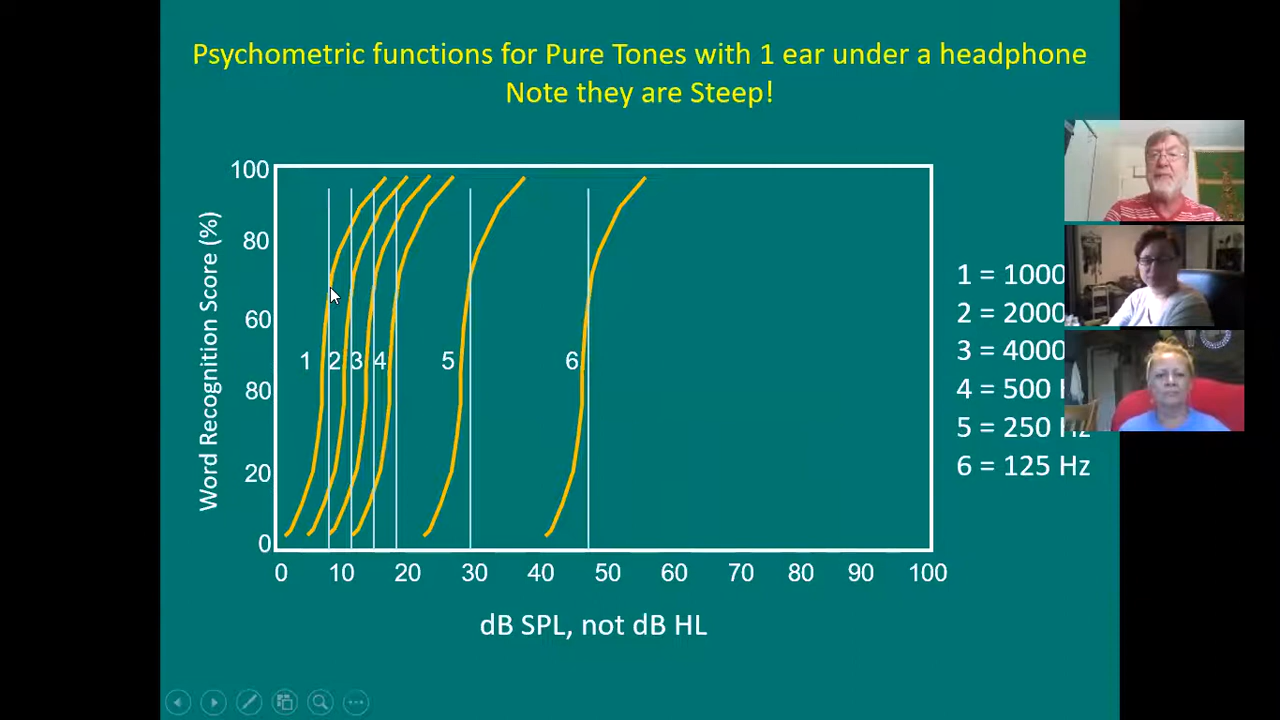 Psychometric functions for Pure Tones with 1 ear under a headphone
Note they are Steep!
Word Recognition Score (%)
100
80
60
80
20
0
1
2
3
4
5
6
0 10 20 30 40 50 60 70 80 90 100
dB SPL, not dB HL
1 = 1000
2 = 2000
3 = 4000
4 = 500
5 = 250 Hz
6 = 125 Hz